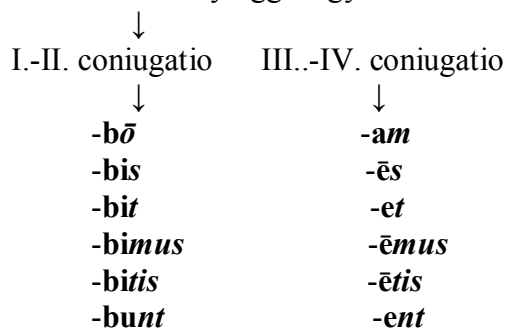 ↓
I.-II. coniugatio III..-IV. coniugatio
↓ ↓
-bō -am
-bis -ēs
-bit -et
-bimus -ēmus
-bitis -ētis
-bunt -ent